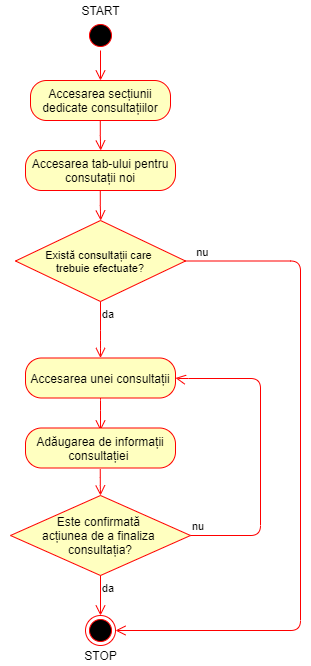 START
Accesarea secțiunii
dedicate consultațiilor
Accesarea tab-ului pentru
consutații noi
Există consultații care
trebuie efectuate?
nu
da
Accesarea unei consultații
Adăugarea de informații
consultației
Este confirmată
acțiunea de a finaliza
consultația?
nu
da
STOP